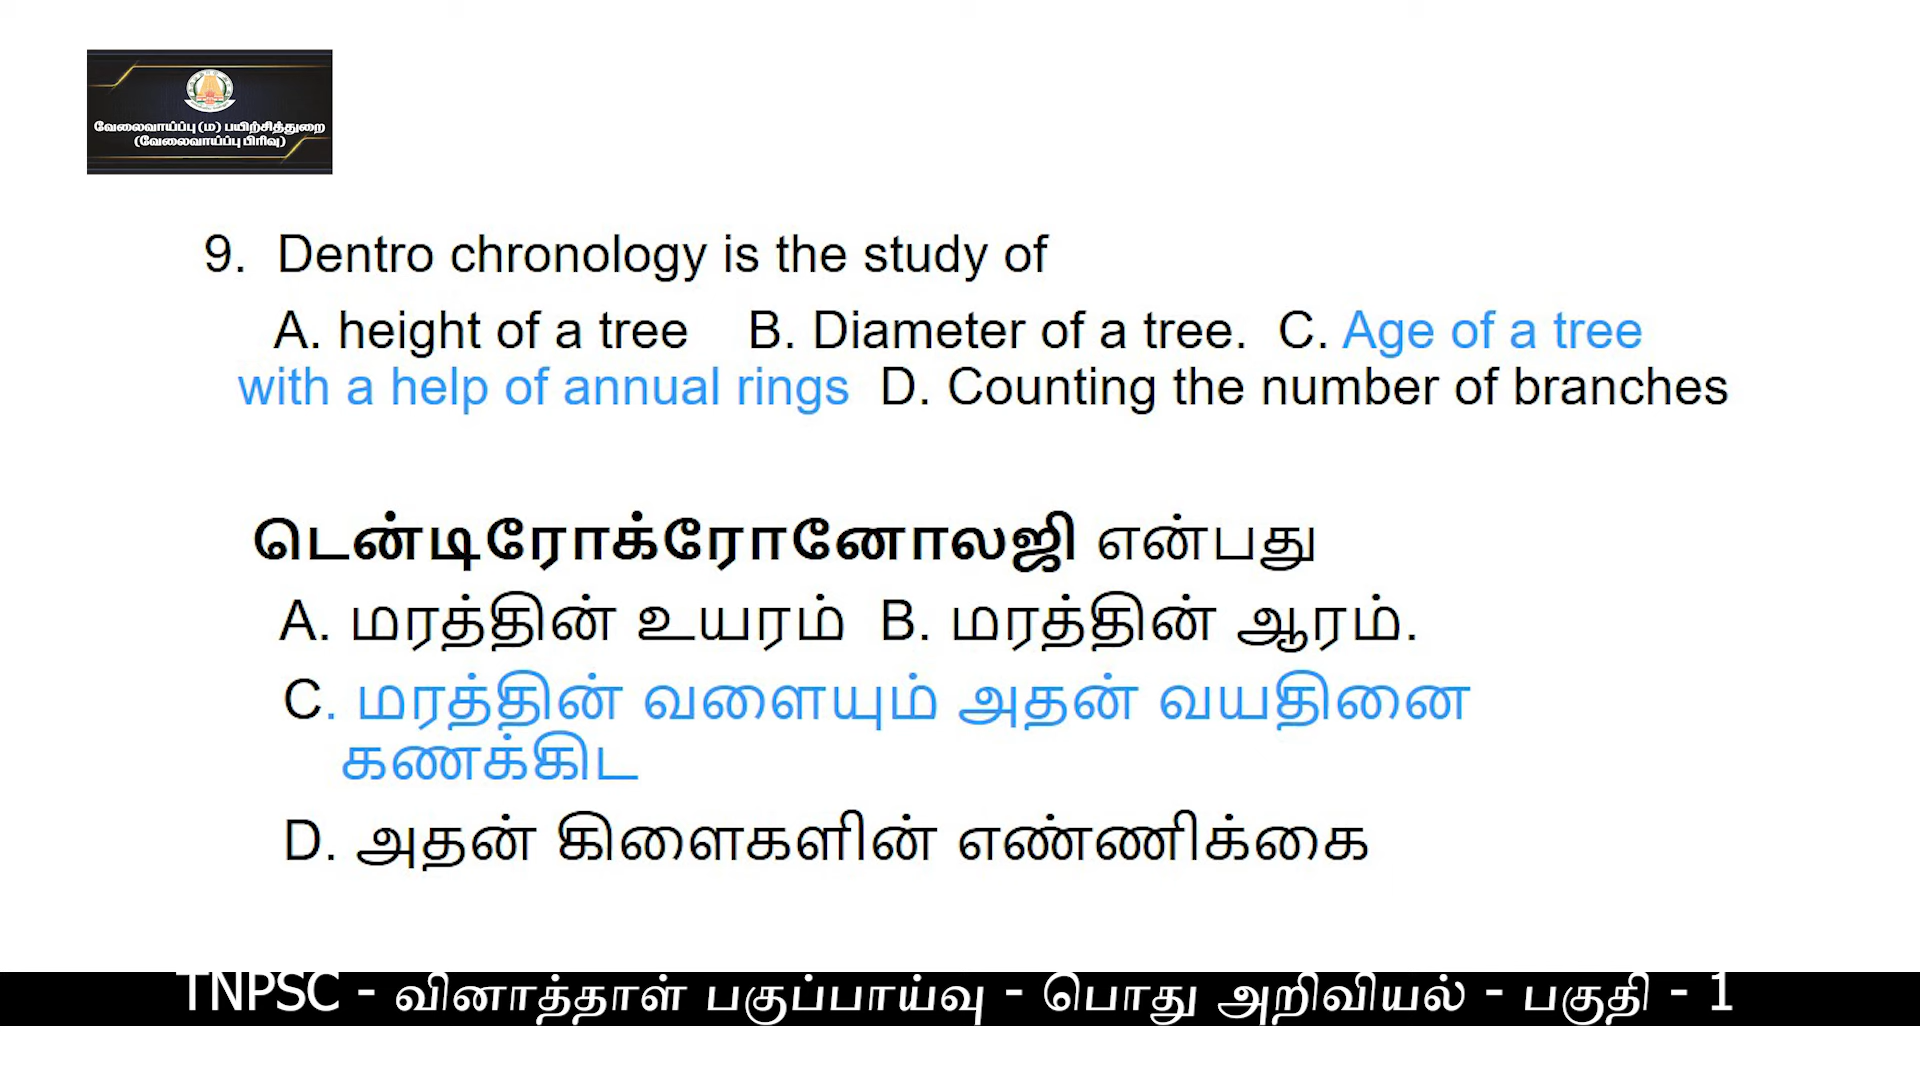 வேலைவாய்ப்பு (ம) பயிற்சித்துறை
(வேலைவாய்ப்பு பிரிவு)
9. Dentro chronology is the study of
A. height of a tree B. Diameter of a tree. C. Age of a tree
with a help of annual rings D. Counting the number of branches
டென்டிரோக்ரோனோலஜி என்பது
A. மரத்தின் உயரம் B. மரத்தின் ஆரம்.
C. மரத்தின் வளையும் அதன் வயதினை
கணக்கிட
D. அதன் கிளைகளின் எண்ணிக்கை
TNPSC - வினாத்தாள் பகுப்பாய்வு - பொது அறிவியல் - பகுதி - 1